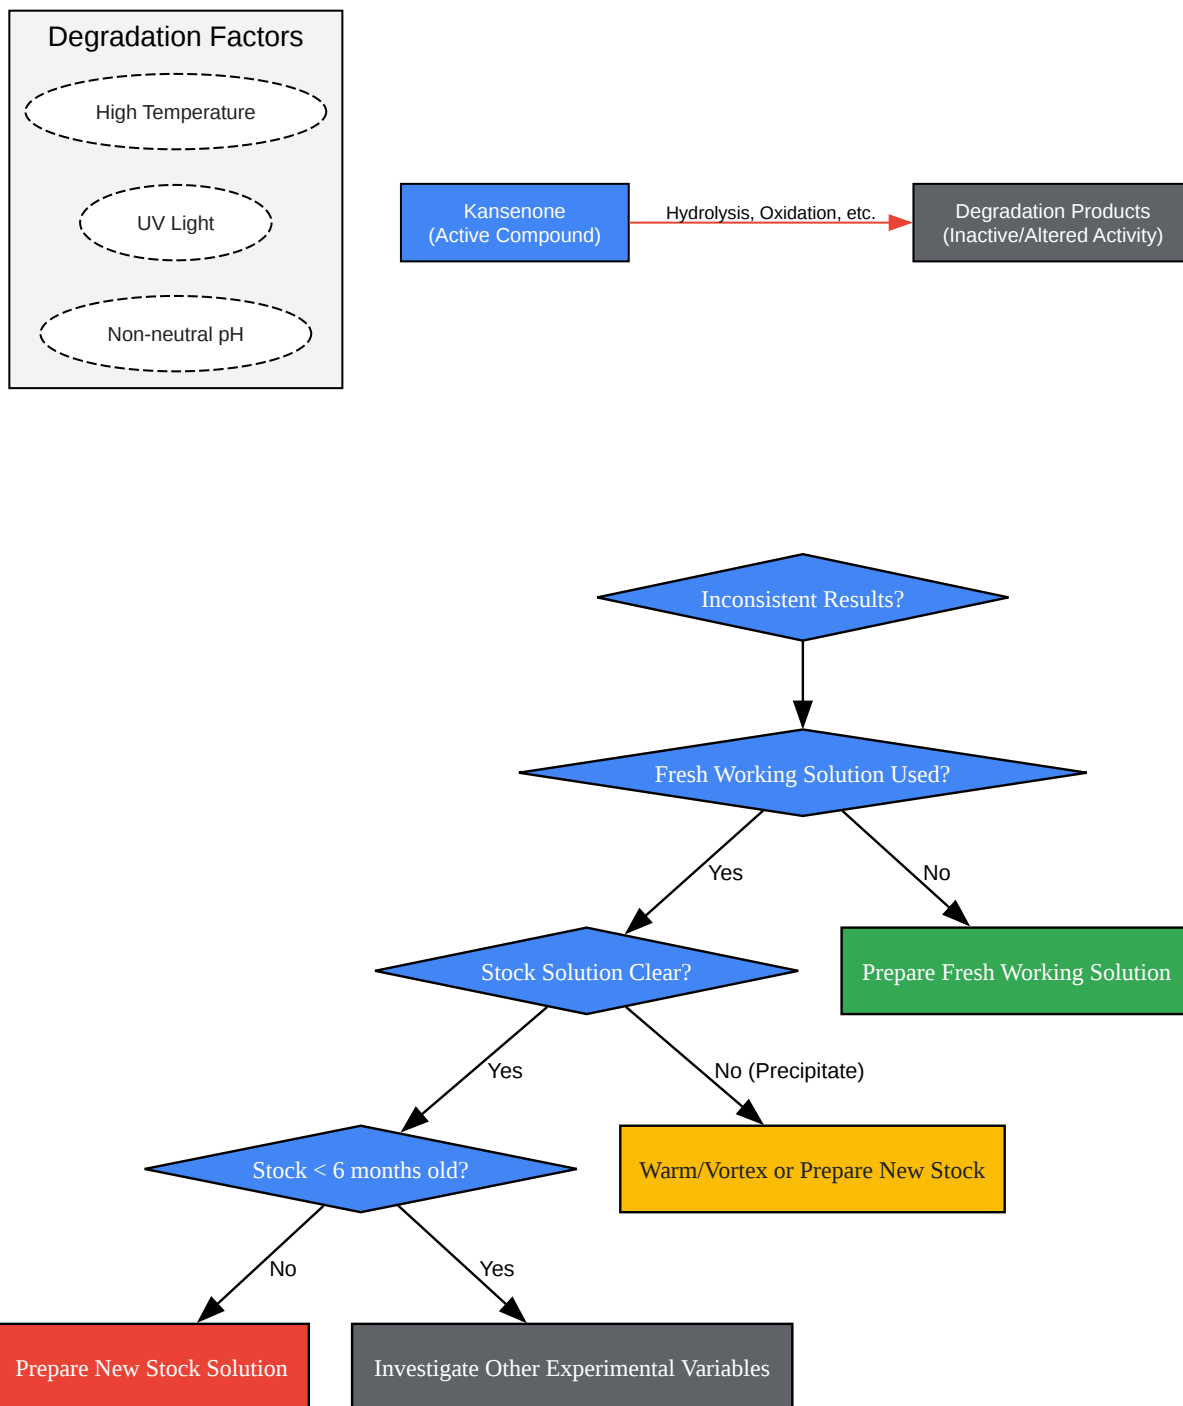 Degradation Factors
High Temperature
UV Light
Non-neutral pH
Kansenone
(Active Compound)
Hydrolysis, Oxidation, etc.
Degradation Products
(Inactive/Altered Activity)
Inconsistent Results?
Fresh Working Solution Used?
Yes
No
Stock Solution Clear?
Prepare Fresh Working Solution
Yes
No (Precipitate)
Stock < 6 months old?
Warm/Vortex or Prepare New Stock
No
Yes
Prepare New Stock Solution
Investigate Other Experimental Variables